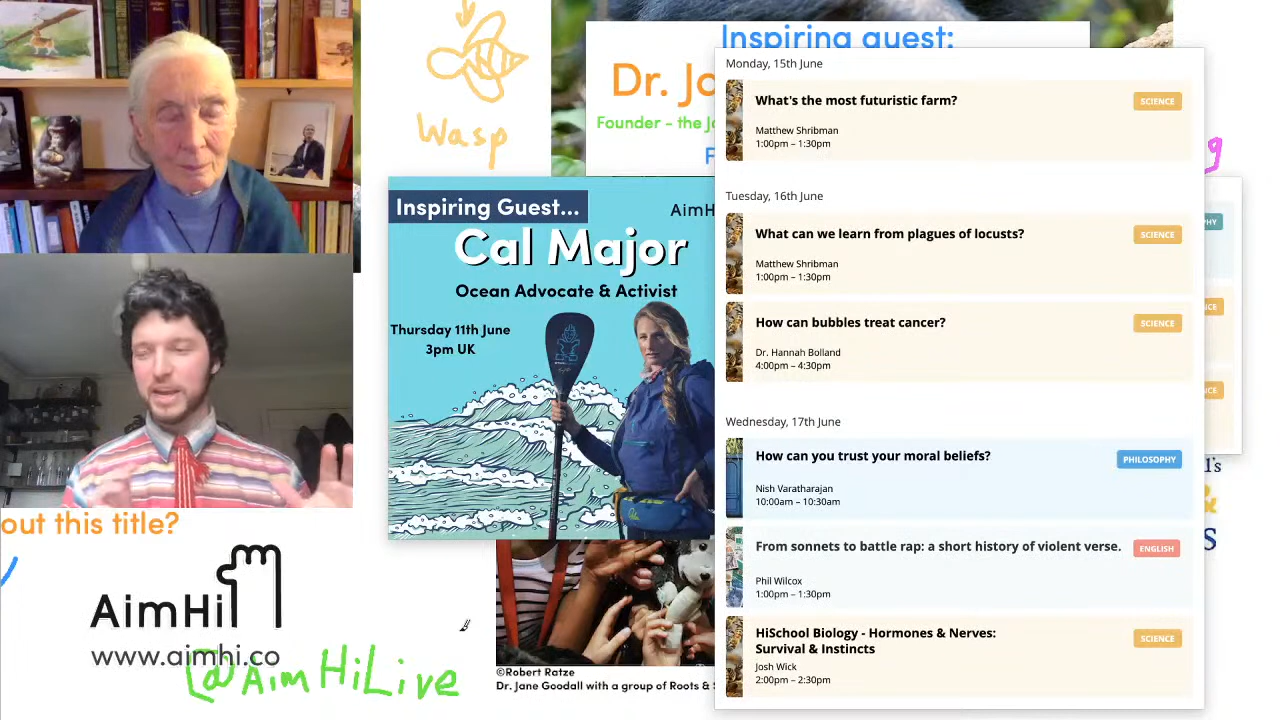 Wasp
Inspiring guest:
Dr. Jo
Founder - the J
F
Inspiring Guest...
AimH
Cal Major
Ocean Advocate & Activist
Thursday 11th June
3pm UK
out this title?
AimHi
www.aimhi.co
@AimHiLive
©Robert Ratze
Dr. Jane Goodall with a group of Roots & S
Monday, 15th June
What's the most futuristic farm?
SCIENCE
Matthew Shribman
1:00pm – 1:30pm
Tuesday, 16th June
What can we learn from plagues of locusts?
SCIENCE
Matthew Shribman
1:00pm – 1:30pm
How can bubbles treat cancer?
SCIENCE
Dr. Hannah Bolland
4:00pm – 4:30pm
Wednesday, 17th June
How can you trust your moral beliefs?
PHILOSOPHY
Nish Varatharajan
10:00am – 10:30am
From sonnets to battle rap: a short history of violent verse.
ENGLISH
Phil Wilcox
1:00pm – 1:30pm
HiSchool Biology - Hormones & Nerves:
Survival & Instincts
SCIENCE
Josh Wick
2:00pm – 2:30pm
g
PHY
NCE
NCE
l's
&
S